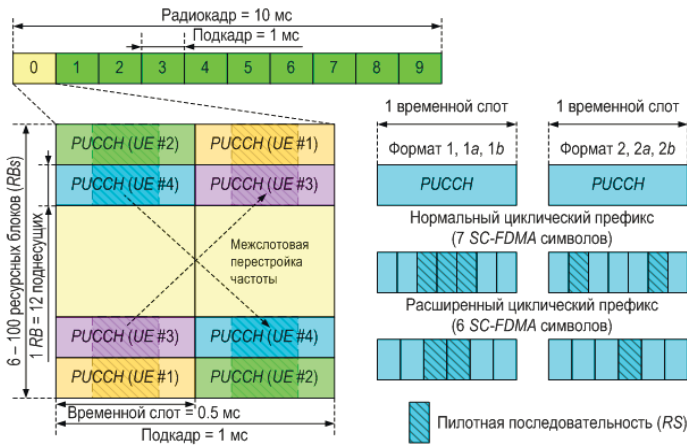 Радиокадр = 10 мс
Подкадр = 1 мс
0 1 2 3 4 5 6 7 8 9
6 – 100 ресурсных блоков (RBs)
1 RB = 12 поднесущих
PUCCH (UE #2) PUCCH (UE #1)
PUCCH (UE #4) PUCCH (UE #3)
Межслотовая
перестройка
частоты
PUCCH (UE #3) PUCCH (UE #4)
PUCCH (UE #1) PUCCH (UE #2)
Временной слот = 0.5 мс
Подкадр = 1 мс
1 временной слот 1 временной слот
Формат 1, 1a, 1b Формат 2, 2a, 2b
PUCCH PUCCH
Нормальный циклический префикс
(7 SC-FDMA символов)
Расширенный циклический префикс
(6 SC-FDMA символов)
Пилотная последовательность (RS)